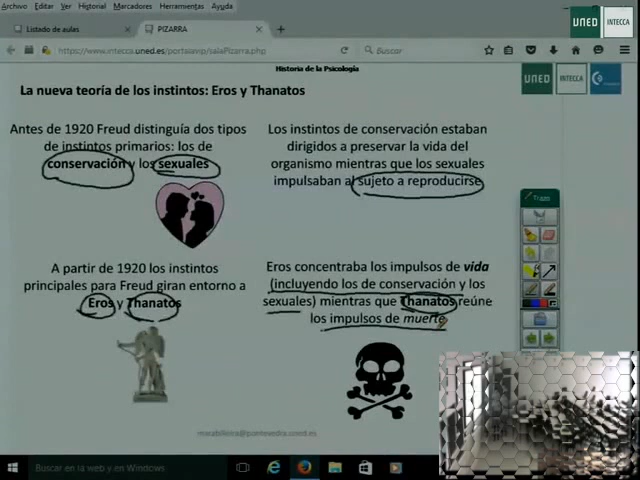 Archivo Editar Ver Historial Marcadores Herramientas Ayuda
Listado de aulas
PIZARRA
https://www.intecca.uned.es/portalavip/salaPizarra.php
Buscar
UNED INTECCA
Historia de la Psicología
UNED INTECCA
La nueva teoría de los instintos: Eros y Thanatos
Antes de 1920 Freud distinguía dos tipos
de instintos primarios: los de
conservación y los sexuales
Los instintos de conservación estaban
dirigidos a preservar la vida del
organismo mientras que los sexuales
impulsaban al sujeto a reproducirse
Trazo
A partir de 1920 los instintos
principales para Freud giran entorno a
Eros y Thanatos
Eros concentraba los impulsos de vida
(incluyendo los de conservación y los
sexuales) mientras que Thanatos reúne
los impulsos de muerte
Buscar en la web y en Windows